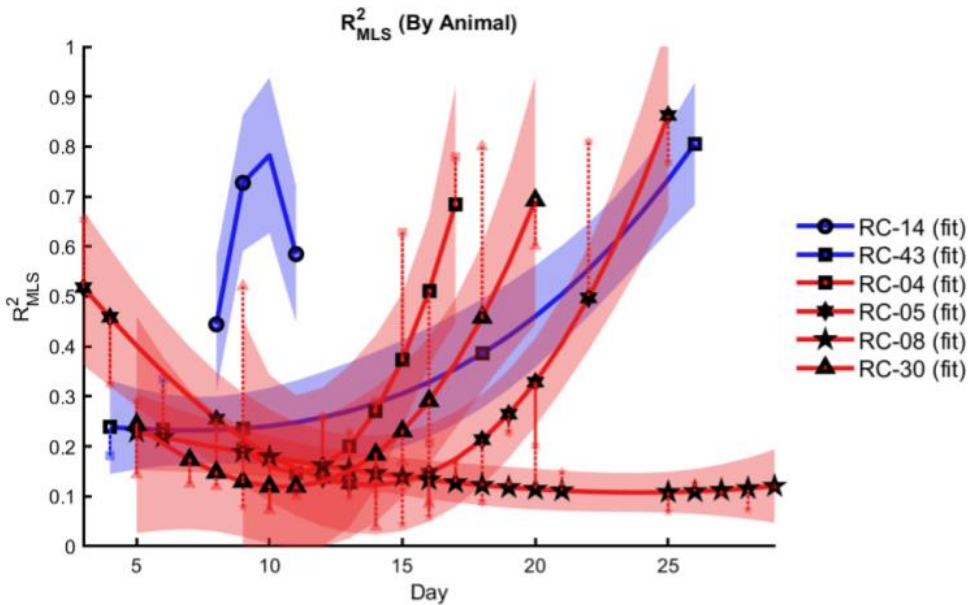 R²MLS (By Animal)
R²MLS
1
0.9
0.8
0.7
0.6
0.5
0.4
0.3
0.2
0.1
0
5
10
15
20
25
Day
RC-14 (fit)
RC-43 (fit)
RC-04 (fit)
RC-05 (fit)
RC-08 (fit)
RC-30 (fit)